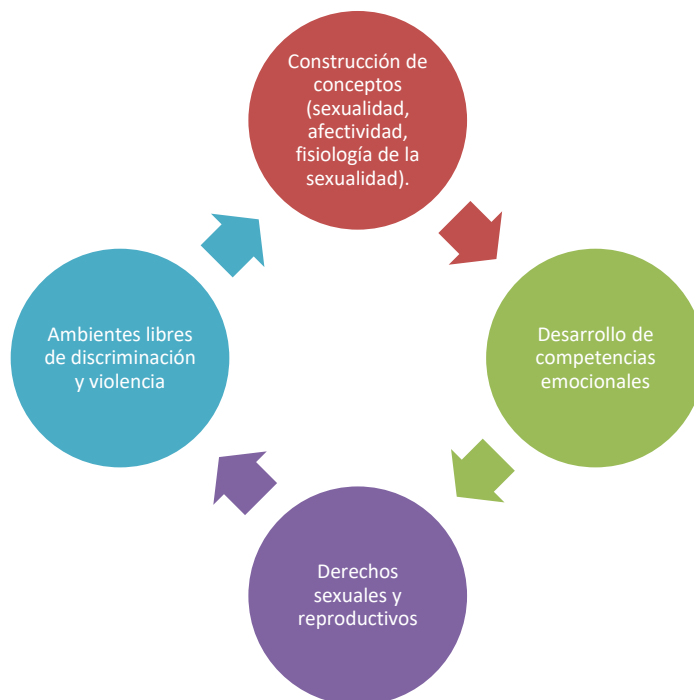 Construcción de
conceptos
(sexualidad,
afectividad,
fisiología de la
sexualidad).
Desarrollo de
competencias
emocionales
Derechos
sexuales y
reproductivos
Ambientes libres
de discriminación
y violencia